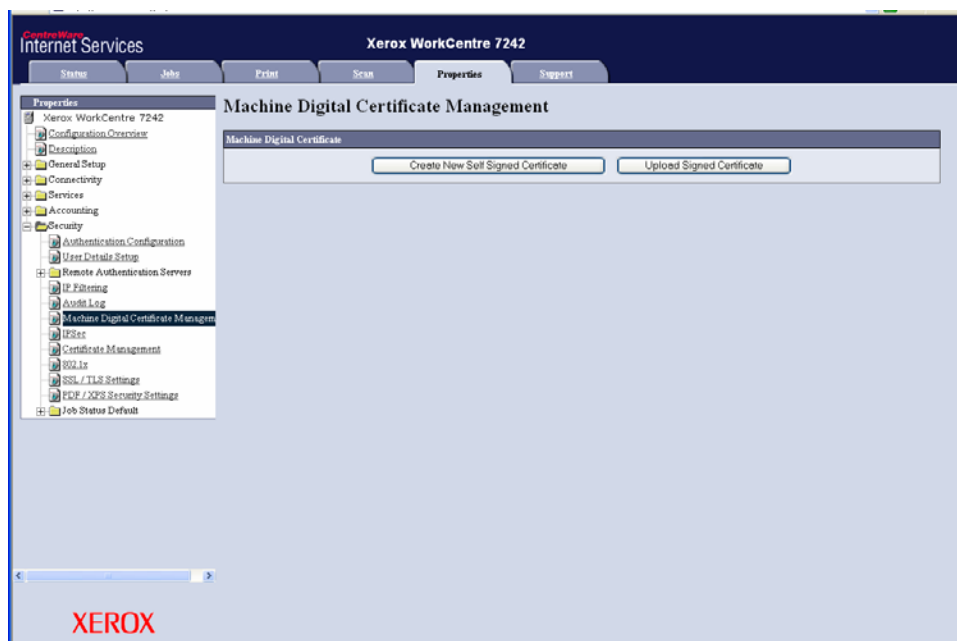 CentreWare
Internet Services
Xerox WorkCentre 7242
Status
Jobs
Print
Scan
Properties
Support
Properties
Xerox WorkCentre 7242
Configuration Overview
Description
General Setup
Connectivity
Services
Accounting
Security
Authentication Configuration
User Details Setup
Remote Authentication Servers
IP Filtering
Audit Log
Machine Digital Certificate Managem
IPSec
Certificate Management
802.1x
SSL / TLS Settings
PDF / XPS Security Settings
Job Status Default
Machine Digital Certificate Management
Machine Digital Certificate
Create New Self Signed Certificate
Upload Signed Certificate
XEROX